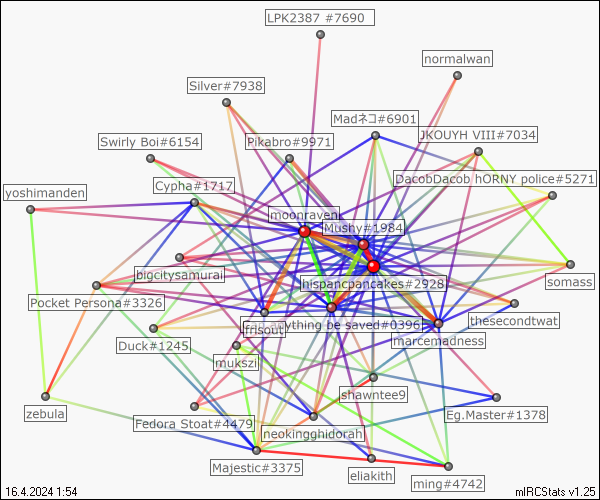 LPK2387 #7690
normalwan
Silver#7938
Madネコ#6901
JKOUYH VIII#7034
Swirly Boi#6154
Pikabro#9971
DacobDacob hORNY police#5271
yoshimanden
Cypha#1717
moonraven
Mushy#1984
bigcitysamurai
hispancpancakes#2928
somass
Pocket Persona#3326
frisout
ything be saved#0396
thesecondtwat
marcemadness
Duck#1245
mukszi
shawntee9
zebula
Fedora Stoat#4479
neokingghidorah
Eg.Master#1378
Majestic#3375
eliakith
ming#4742
16.4.2024 1:54
mIRCStats v1.25